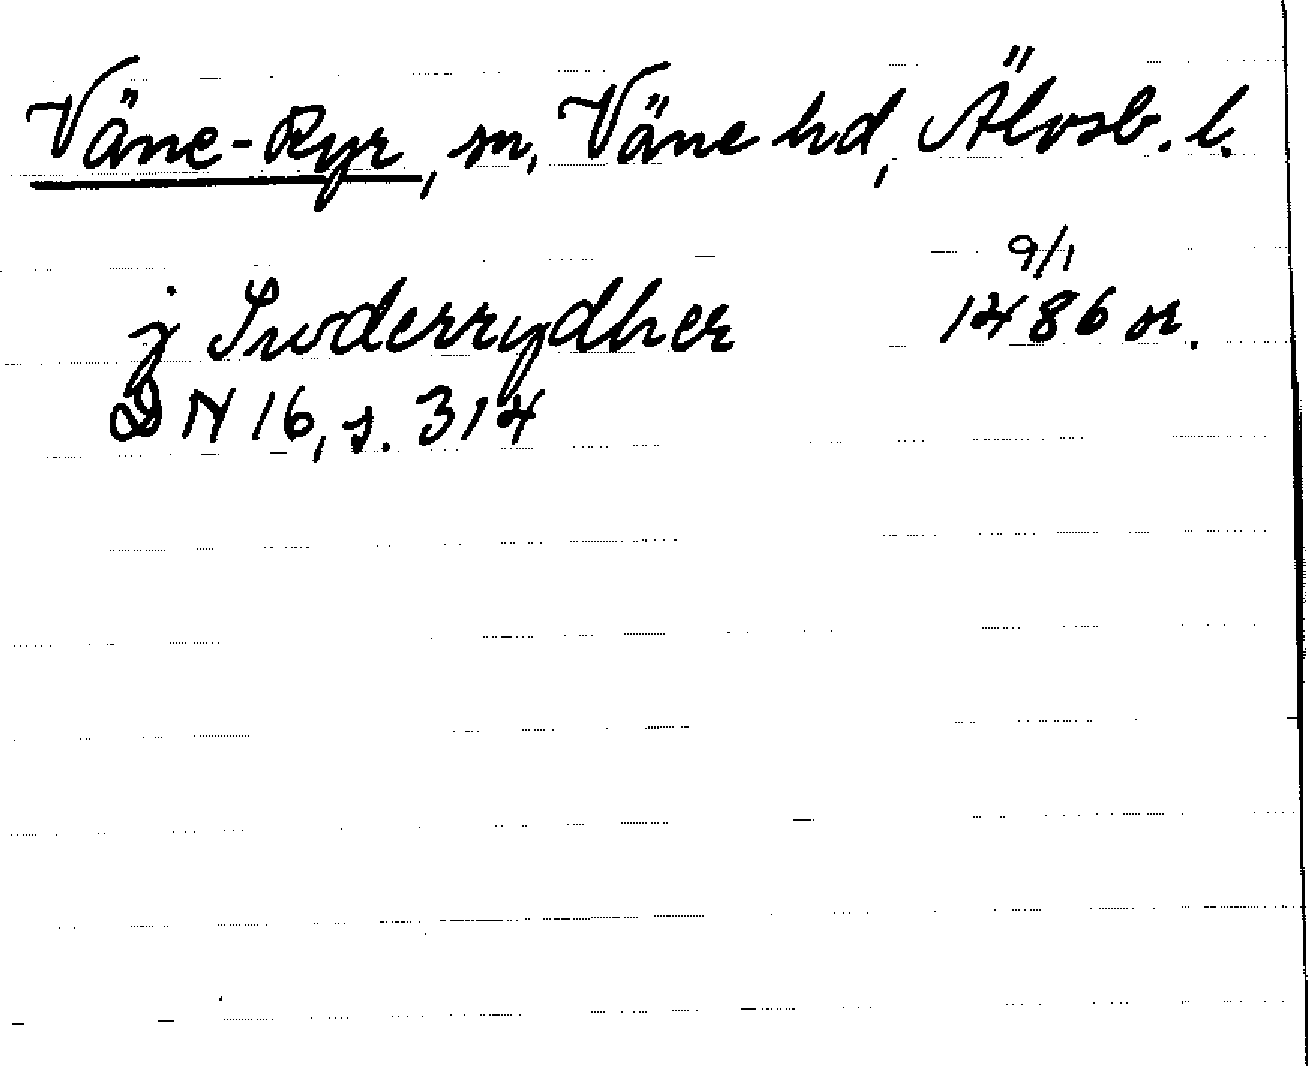 Väne-Ryr, sn, Väne hd, Älvsb. l.
9/1
j Swderrydher 1486 or.
DN 16, s. 314